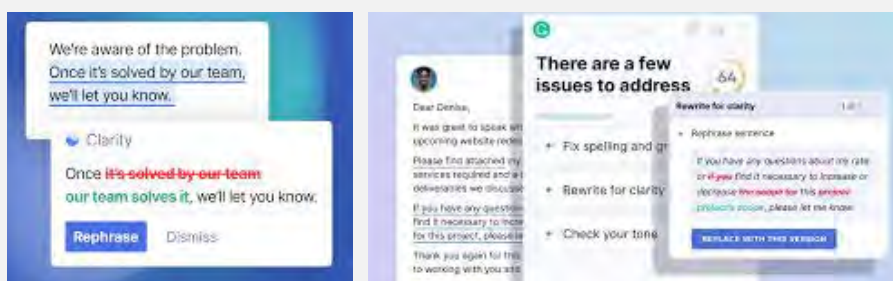 We're aware of the problem.
Once it's solved by our team,
we'll let you know.
Clarity
Once it's solved by our team
our team solves it, we'll let you know.
Rephrase Dismiss
Dear Denise,
It was great to speak
upcoming website
Please find attached my
services required and a
deliverables we discusse
If you have any question
find it necessary to incre
for this project, please le
Thank you again for
to working with you and
There are a few
issues to address
64
Fix spelling and gr
Rewrite for clarity
Check your tone
Rewrite for clarity
Rephrase sentence
If you have any questions about my rate
or if you find it necessary to increase or
decrease the scope for this project
project's scope, please let me know.
REPLACE WITH THIS VERSION